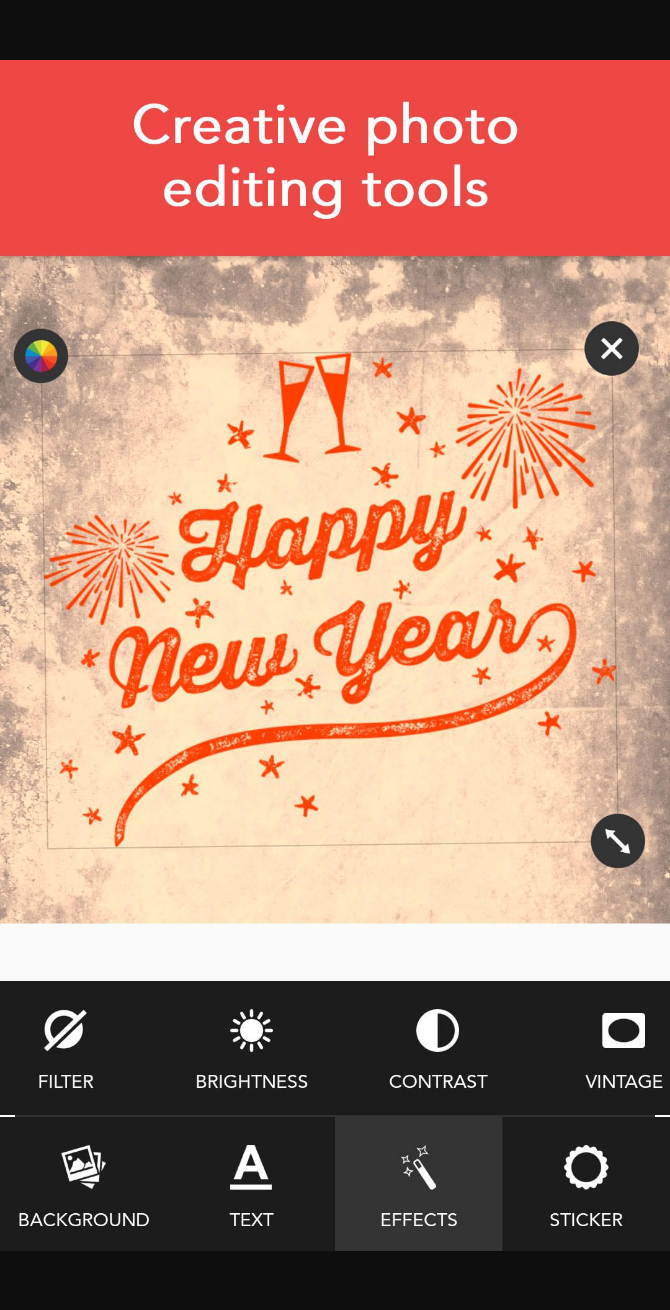 Creative photo
editing tools
Happy
New Year
FILTER BRIGHTNESS CONTRAST VINTAGE
BACKGROUND TEXT EFFECTS STICKER